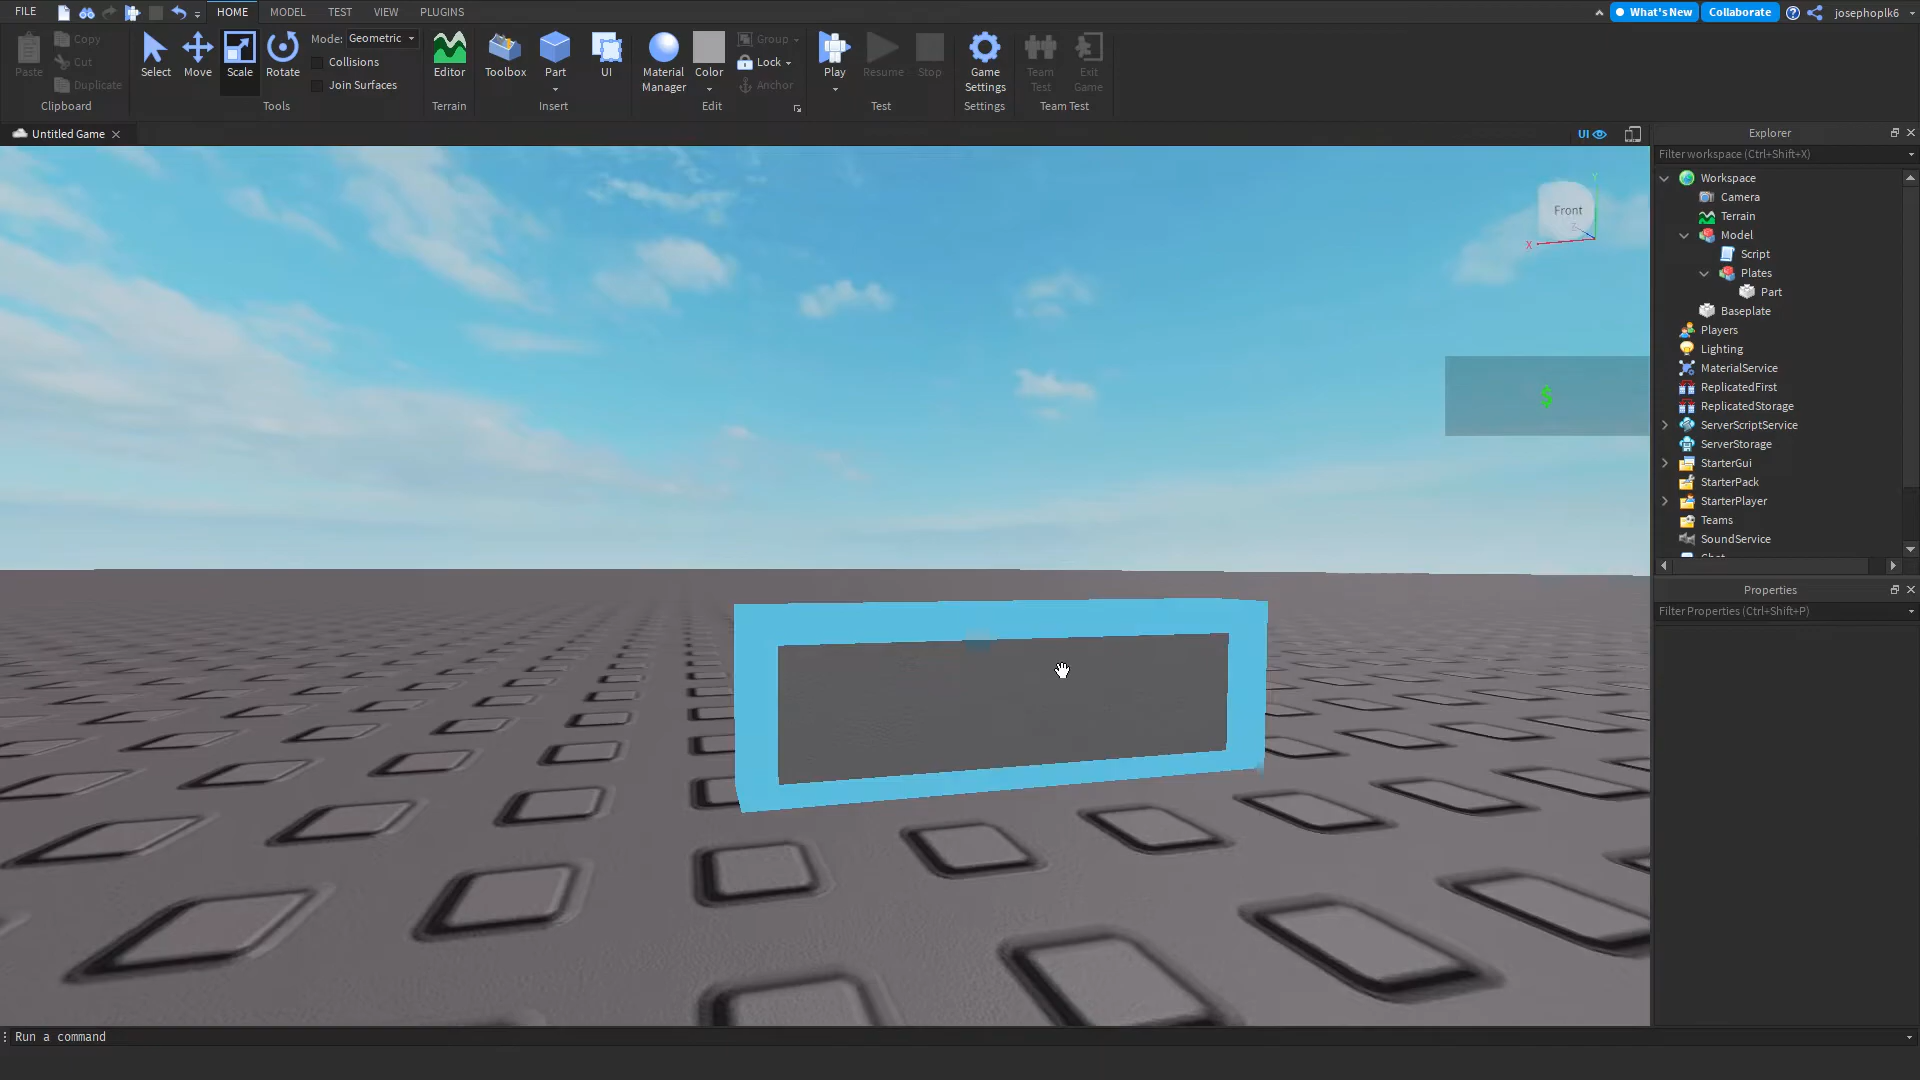 FILE
HOME
MODEL
TEST
VIEW
PLUGINS
What's New
Collaborate
josephoplk6
Paste
Copy
Cut
Duplicate
Clipboard
Select
Move
Scale
Rotate
Mode: Geometric
Collisions
Join Surfaces
Tools
Editor
Terrain
Toolbox
Part
UI
Insert
Material Manager
Color
Group
Lock
Anchor
Edit
Play
Resume
Stop
Test
Game Settings
Settings
Team Test
Exit Game
Team Test
Untitled Game
UI
Front
X
Y
Z
$
Explorer
Filter workspace (Ctrl+Shift+X)
Workspace
Camera
Terrain
Model
Script
Plates
Part
Baseplate
Players
Lighting
MaterialService
ReplicatedFirst
ReplicatedStorage
ServerScriptService
ServerStorage
StarterGui
StarterPack
StarterPlayer
Teams
SoundService
Chat
Properties
Filter Properties (Ctrl+Shift+P)
Run a command